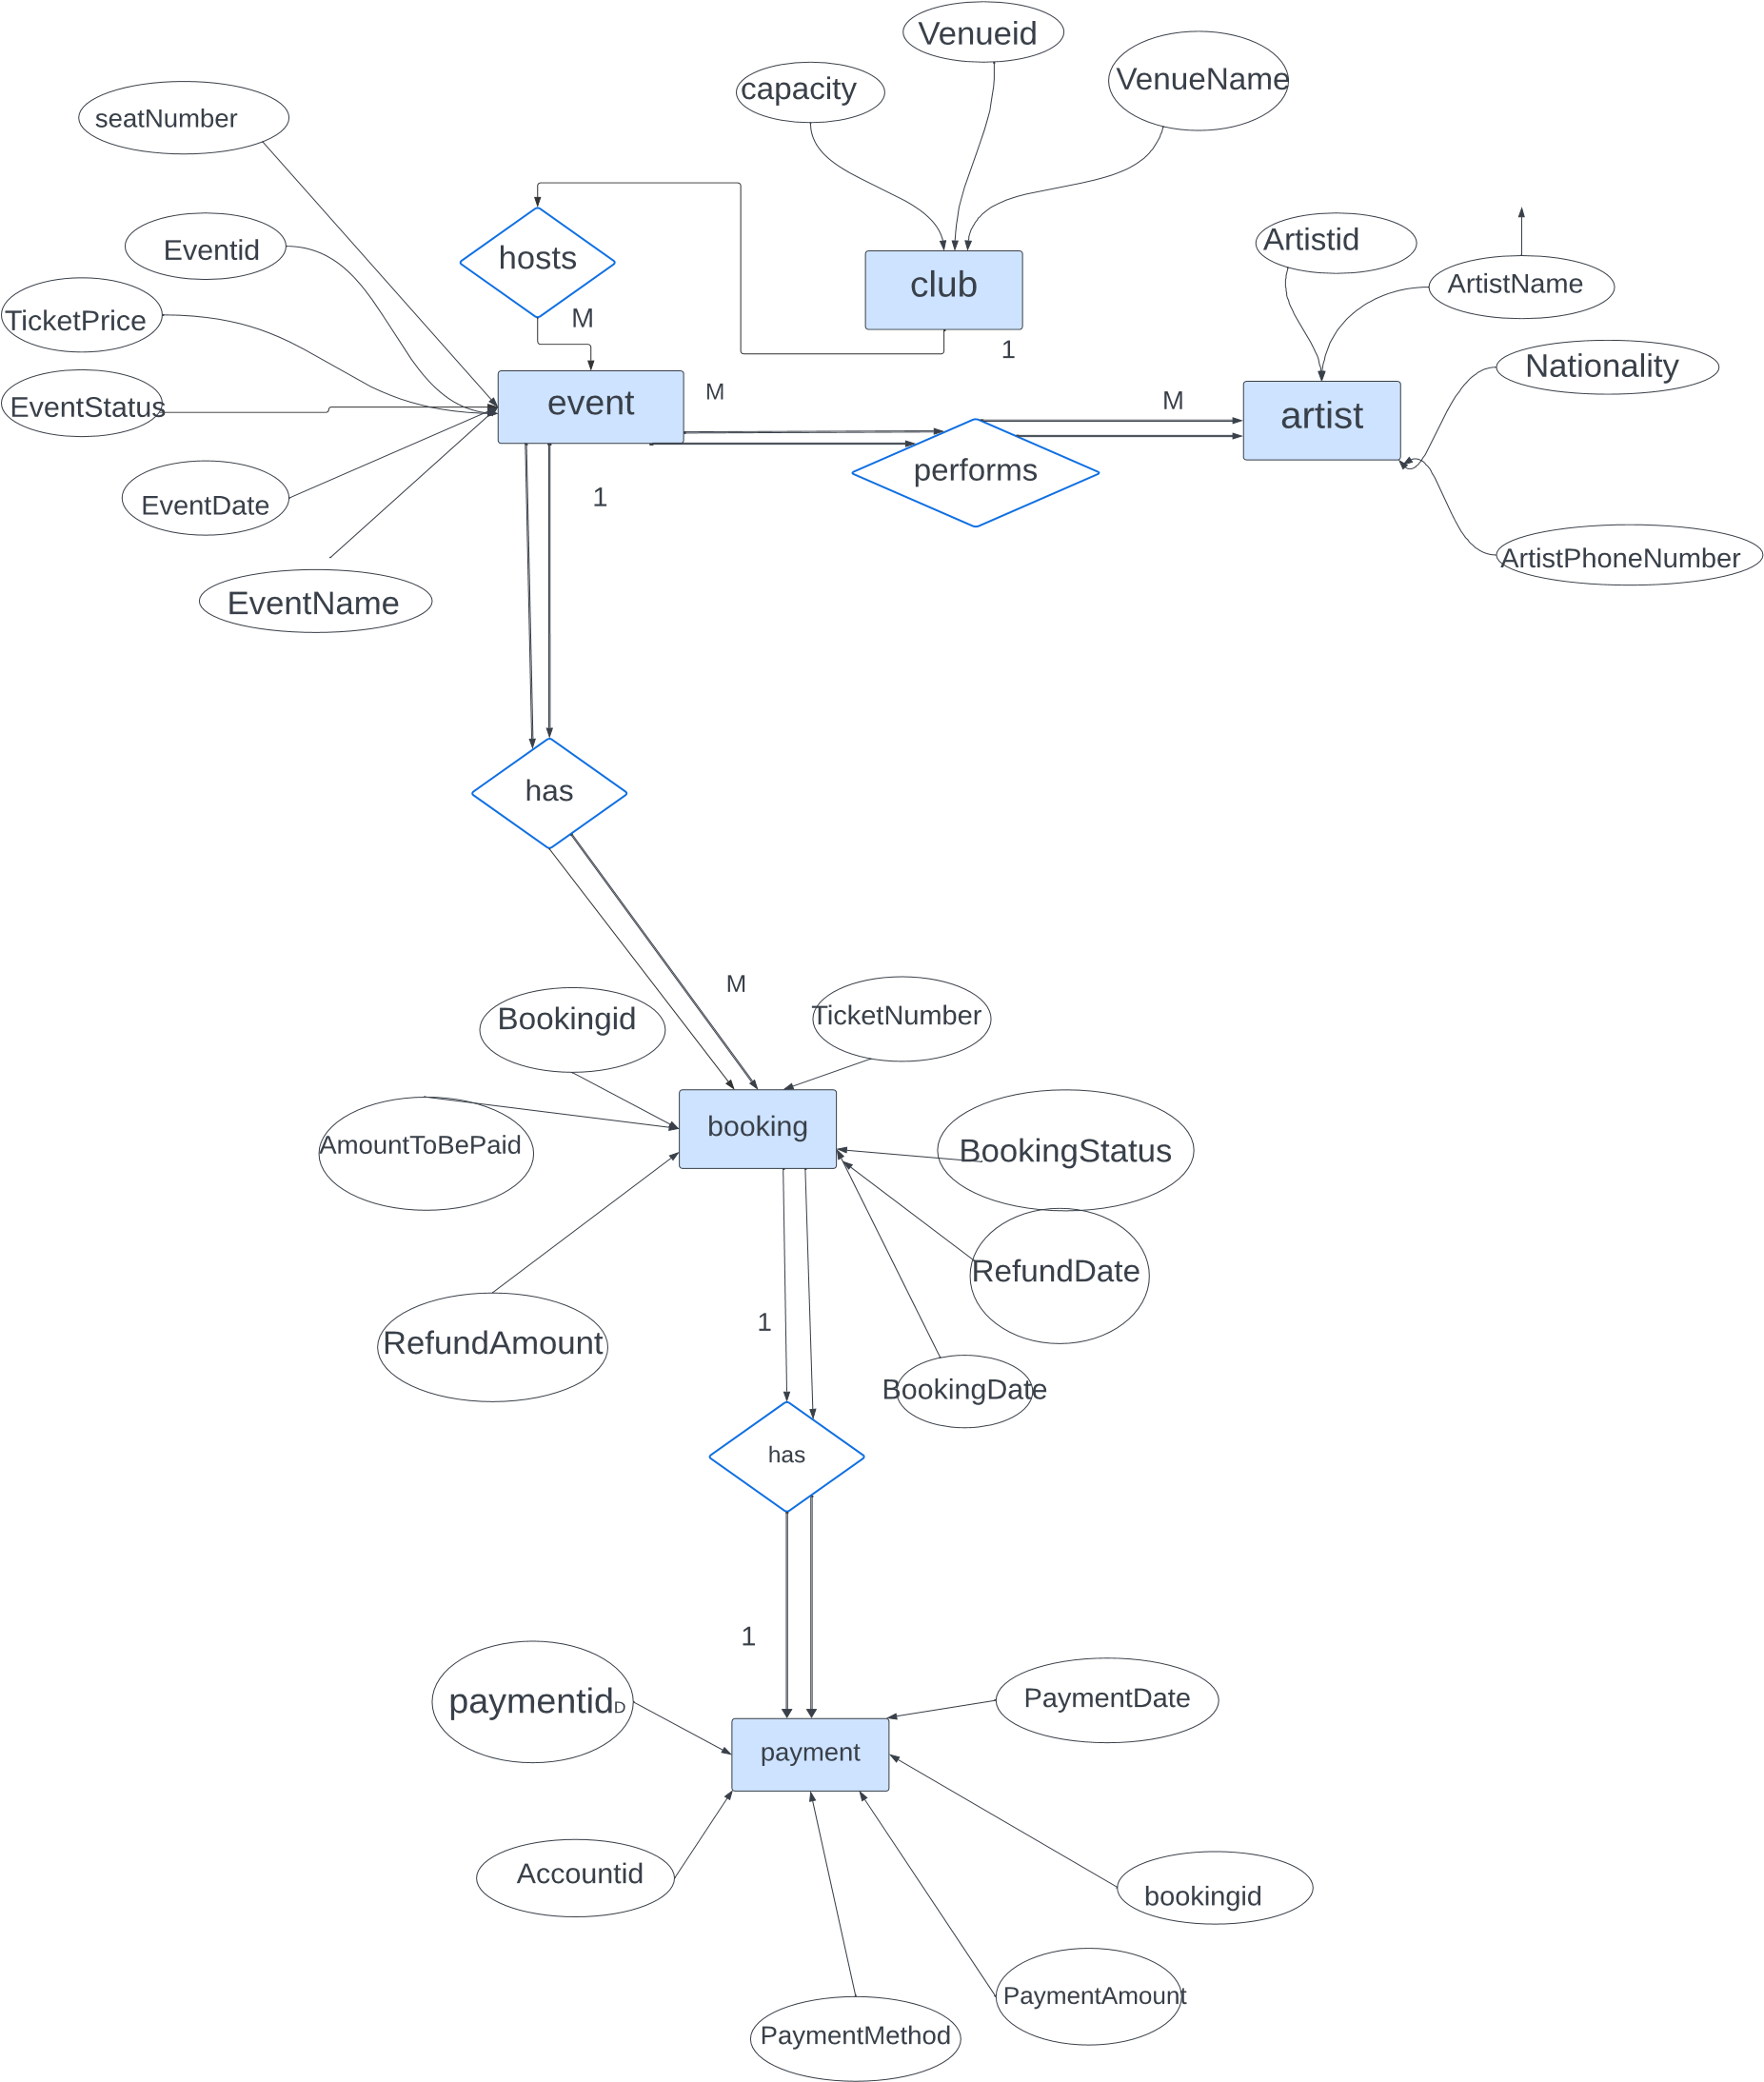 Venueid
capacity
VenueName
seatNumber
Eventid
hosts
club
Artistid
ArtistName
TicketPrice
M
1
EventStatus
event
M
M
artist
Nationality
performs
1
EventDate
ArtistPhoneNumber
EventName
has
M
Bookingid
TicketNumber
AmountToBePaid
booking
BookingStatus
RefundDate
1
RefundAmount
BookingDate
has
1
paymentidD
PaymentDate
payment
Accountid
bookingid
PaymentAmount
PaymentMethod